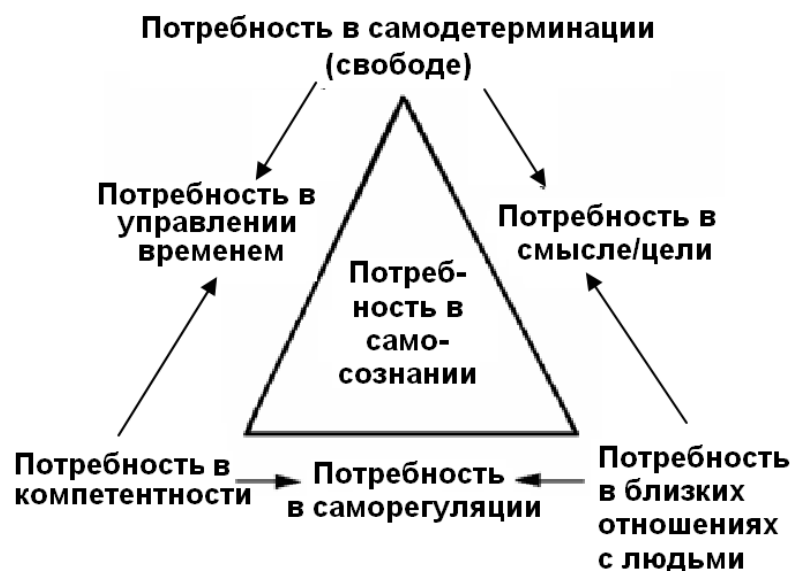 Потребность в самодетерминации
(свободе)
Потребность в
управлении
временем
Потребность в
смысле/цели
Потреб-
ность в
само-
сознании
Потребность в
компетентности
Потребность
в саморегуляции
Потребность
в близких
отношениях
с людьми